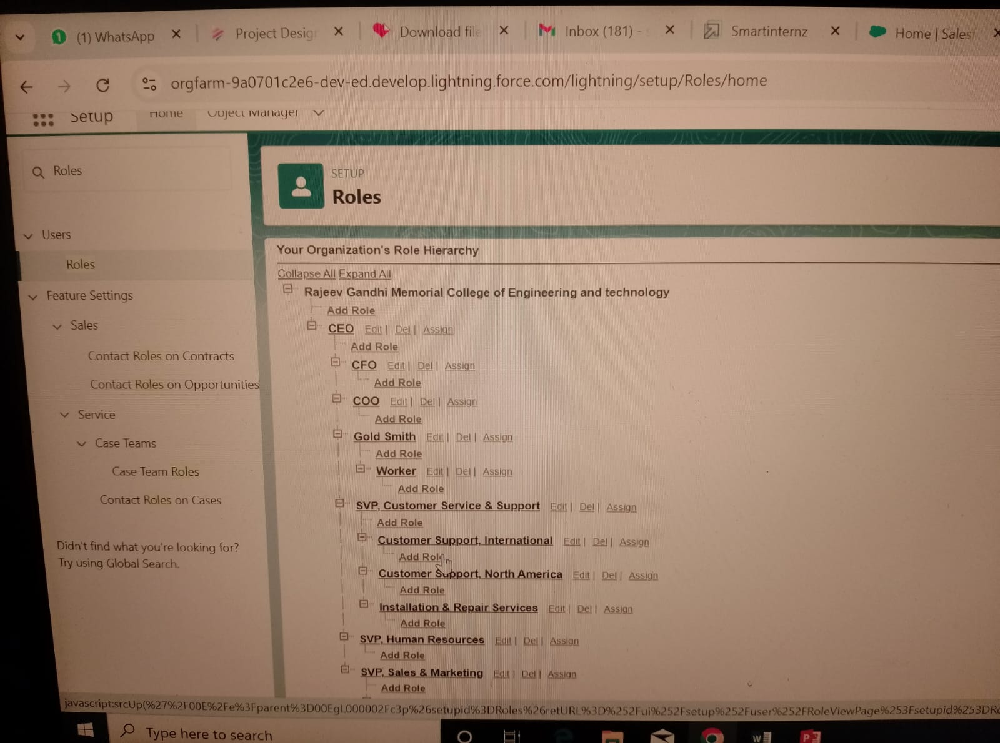 1 (1) WhatsApp × Project Desig × Download file × Inbox (181) - × Smartinternz × Home | Sales ×
orgfarm-9a0701c2e6-dev-ed.develop.lightning.force.com/lightning/setup/Roles/home
Setup Home Object Manager
Roles
Users
Roles
Feature Settings
Sales
Contact Roles on Contracts
Contact Roles on Opportunities
Service
Case Teams
Case Team Roles
Contact Roles on Cases
Didn't find what you're looking for?
Try using Global Search.
SETUP
Roles
Your Organization's Role Hierarchy
Collapse All Expand All
Rajeev Gandhi Memorial College of Engineering and technology
Add Role
CEO Edit | Del | Assign
Add Role
CFO Edit | Del | Assign
Add Role
COO Edit | Del | Assign
Add Role
Gold Smith Edit | Del | Assign
Add Role
Worker Edit | Del | Assign
Add Role
SVP, Customer Service & Support Edit | Del | Assign
Add Role
Customer Support, International Edit | Del | Assign
Add Role
Customer Support, North America Edit | Del | Assign
Add Role
Installation & Repair Services Edit | Del | Assign
Add Role
SVP, Human Resources Edit | Del | Assign
Add Role
SVP, Sales & Marketing Edit | Del | Assign
Add Role
javascript:srcUp(%27%2F00E%2Fe%3Fparent%3D00EgL000002Fc3p%26setupid%3DRoles%26retURL%3D%252Fui%252Fsetup%252Fuser%252FRoleViewPage%253Fsetupid%253DRo
Type here to search